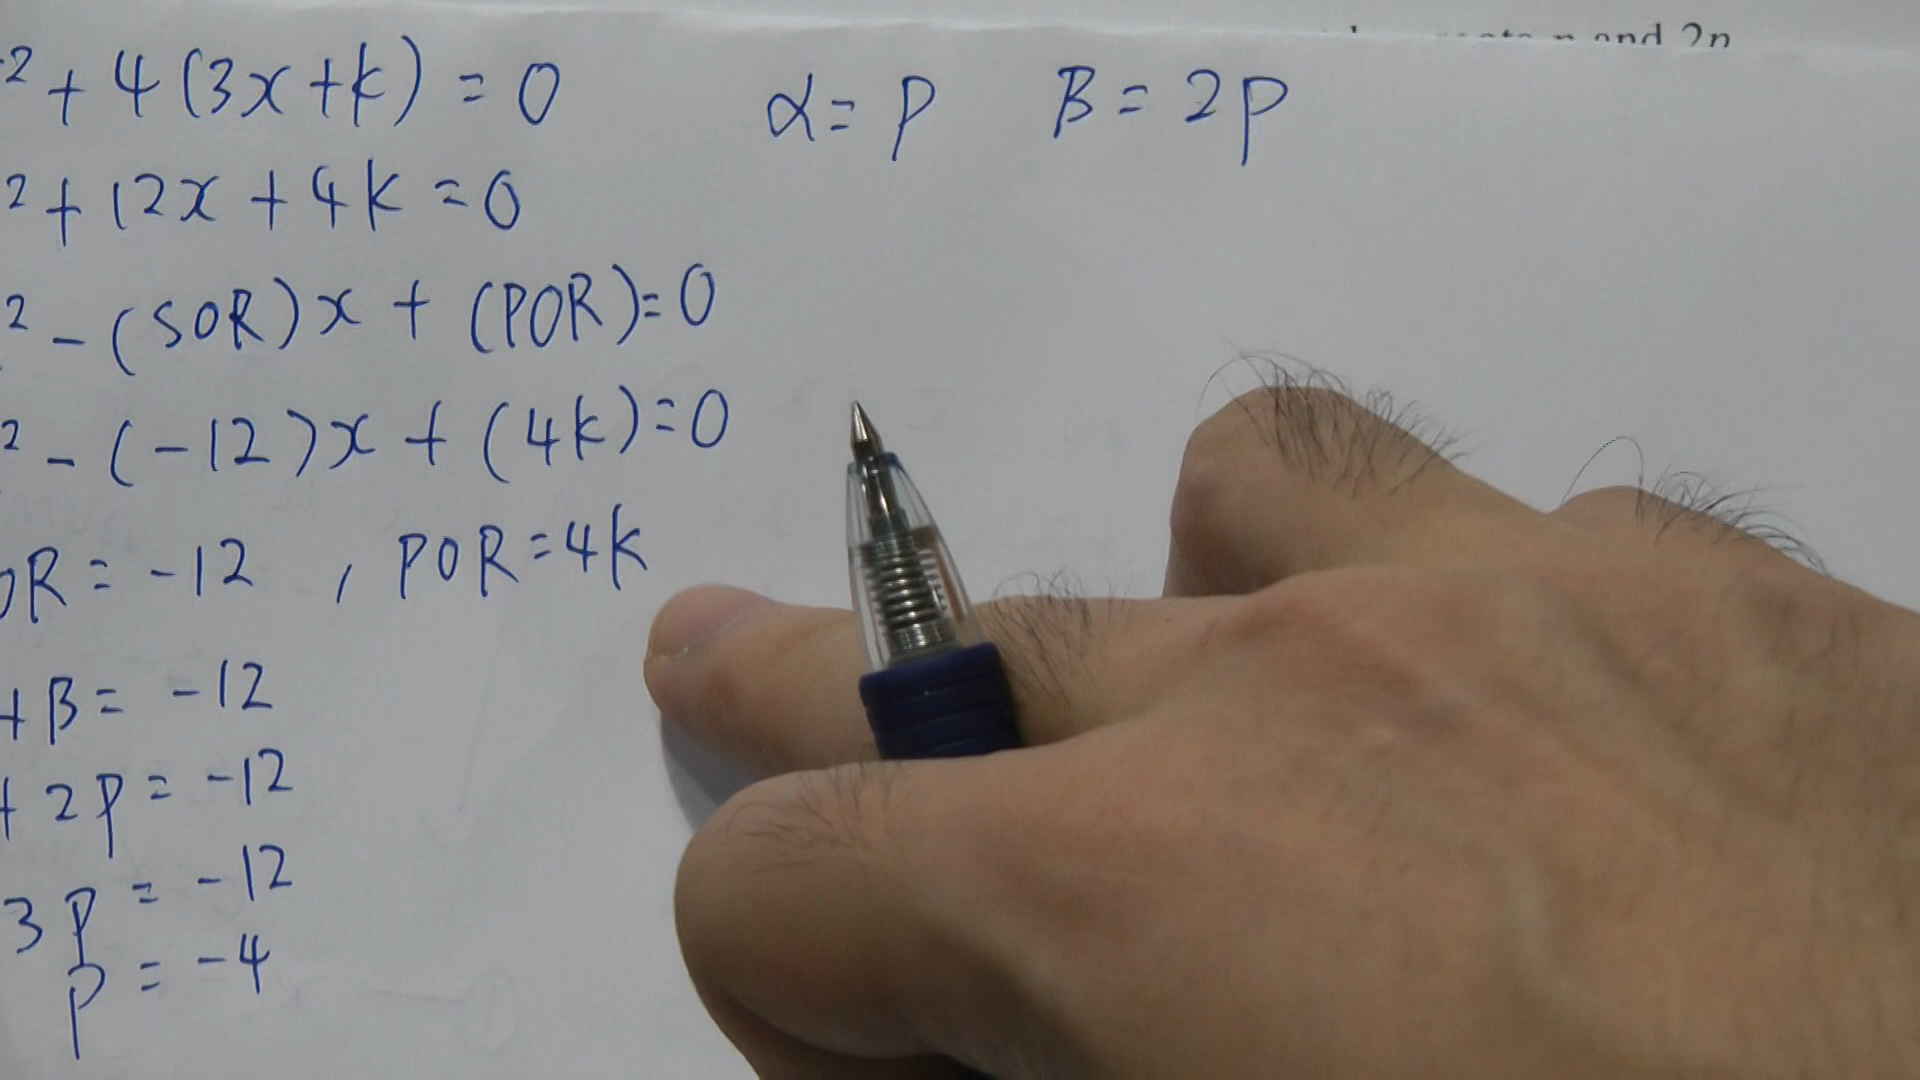 and 2p
² + 4(3x+k) = 0
α = p β = 2p
² + 12x + 4k = 0
² - (SOR)x + (POR) = 0
² - (-12)x + (4k) = 0
OR = -12 , POR = 4k
+ β = -12
+ 2p = -12
3p = -12
p = -4